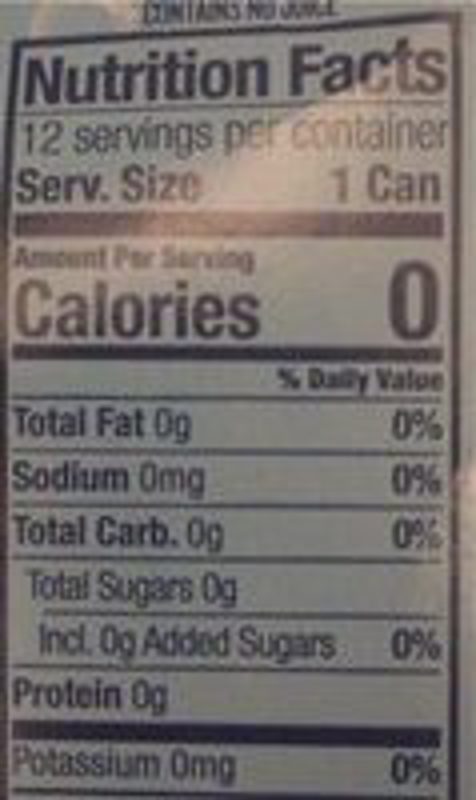 CONTAINS NO JUICE
Nutrition Facts
12 servings per container
Serv. Size 1 Can
Amount Per Serving
Calories 0
% Daily Value
Total Fat 0g 0%
Sodium 0mg 0%
Total Carb. 0g 0%
Total Sugars 0g
Incl. 0g Added Sugars 0%
Protein 0g
Potassium 0mg 0%